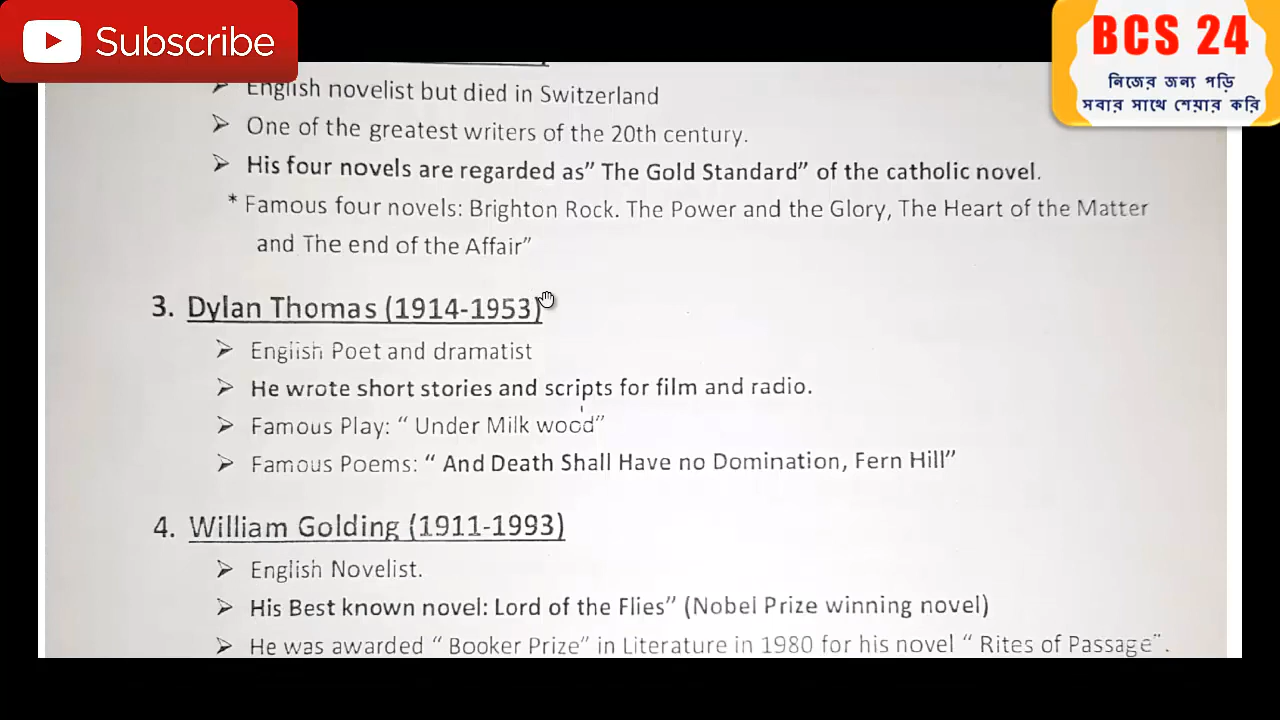 Subscribe
BCS 24
নিজের জন্য পড়ি
সবার সাথে শেয়ার করি
English novelist but died in Switzerland
One of the greatest writers of the 20th century.
His four novels are regarded as” The Gold Standard” of the catholic novel.
* Famous four novels: Brighton Rock. The Power and the Glory, The Heart of the Matter
and The end of the Affair”
3. Dylan Thomas (1914-1953)
English Poet and dramatist
He wrote short stories and scripts for film and radio.
Famous Play: “ Under Milk wood”
Famous Poems: “ And Death Shall Have no Domination, Fern Hill”
4. William Golding (1911-1993)
English Novelist.
His Best known novel: Lord of the Flies” (Nobel Prize winning novel)
He was awarded “ Booker Prize” in Literature in 1980 for his novel “ Rites of Passage”.